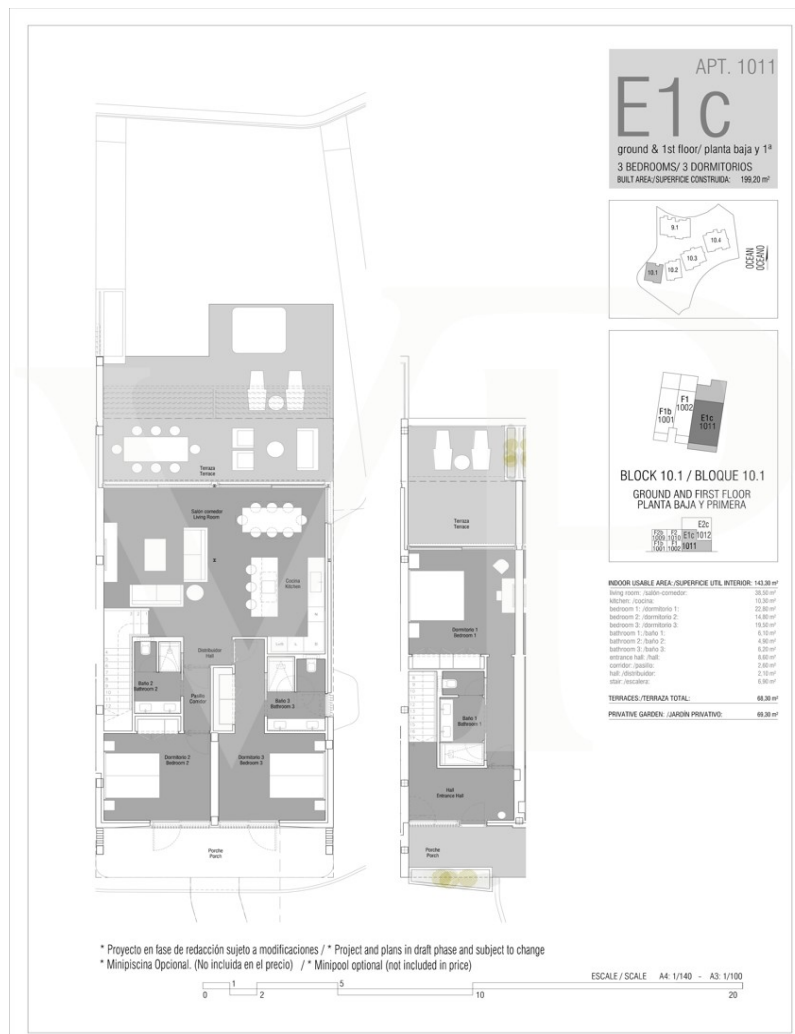 APT. 1011
E1c
ground & 1st floor/ planta baja y 1ª
3 BEDROOMS/ 3 DORMITORIOS
BUILT AREA:/SUPERFICIE CONSTRUIDA: 199,20 m²
9.1
10.4
10.3
10.2
10.1
OCEAN
OCEANO
F1b
1001
F1
1002
E1c
1011
BLOCK 10.1 / BLOQUE 10.1
GROUND AND FIRST FLOOR
PLANTA BAJA Y PRIMERA
E2c
1012
F2b
1009
F2
1010
E1c
1011
F1b
1001
F1
1002
INDOOR USABLE AREA:/SUPERFICIE UTIL INTERIOR: 143,30 m²
living room: /salón-comedor:
kitchen: /cocina: 10,30 m²
bedroom 1: /dormitorio 1: 22,80 m²
bedroom 2: /dormitorio 2: 14,80 m²
bedroom 3: /dormitorio 3: 19,50 m²
bathroom 1: /baño 1: 6,10 m²
bathroom 2: /baño 2: 4,90 m²
bathroom 3: /baño 3: 6,20 m²
entrance hall: /hall: 8,60 m²
corridor: /pasillo: 2,60 m²
hall: /distribuidor: 2,10 m²
stair: /escalera: 6,90 m²
TERRACES:/TERRAZA TOTAL: 68,30 m²
PRIVATIVE GARDEN: /JARDÍN PRIVATIVO: 69,30 m²
Terraza
Terrace
Salón comedor
Living Room
Cocina
Kitchen
Distribuidor
Hall
Baño 2
Bathroom 2
Pasillo
Corridor
Baño 3
Bathroom 3
Dormitorio 2
Bedroom 2
Dormitorio 3
Bedroom 3
Porche
Porch
Terraza
Terrace
Dormitorio 1
Bedroom 1
Baño 1
Bathroom 1
Hall
Entrance Hall
Porche
Porch
* Proyecto en fase de redacción sujeto a modificaciones / * Project and plans in draft phase and subject to change
* Minipiscina Opcional. (No incluida en el precio) / * Minipool optional (not included in price)
ESCALE / SCALE A4: 1/140 - A3: 1/100
0 1 2 5 10 20